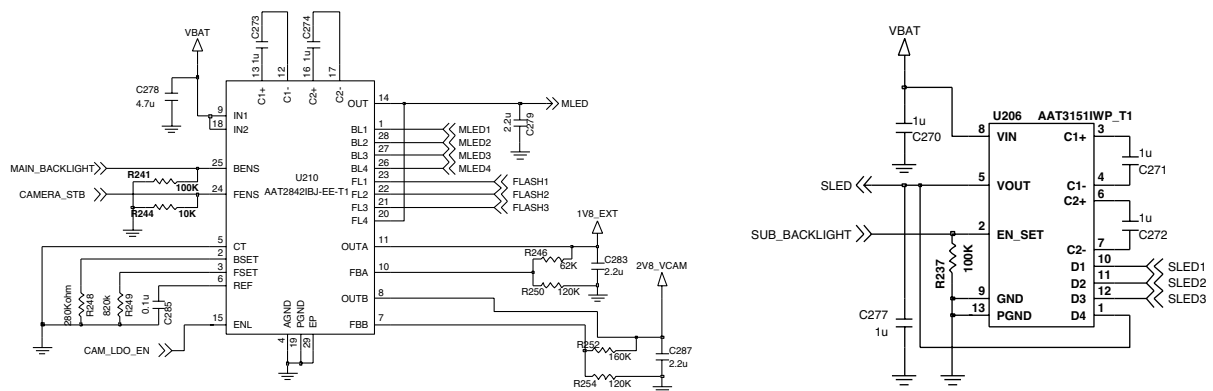 VBAT
C278
4.7u
C273
1u
C274
1u
13
12
16
17
C1+
C1-
C2+
C2-
9
IN1
18
IN2
MAIN_BACKLIGHT
25
BENS
R241
100K
CAMERA_STB
24
FENS
R244
10K
U210
AAT2842IBJ-EE-T1
OUT
14
MLED
2.2u
C279
BL1
1
MLED1
BL2
28
MLED2
BL3
27
MLED3
BL4
26
MLED4
FL1
23
FLASH1
FL2
22
FLASH2
FL3
21
FLASH3
FL4
20
5
CT
2
BSET
3
FSET
6
REF
280Kohm
R248
820k
R249
0.1u
C285
15
ENL
CAM_LDO_EN
AGND
PGND
EP
4
19
29
OUTA
11
1V8_EXT
R246
62K
FBA
10
R250
120K
C283
2.2u
OUTB
8
2V8_VCAM
FBB
7
R252
160K
R254
120K
C287
2.2u
VBAT
1u
C270
U206
AAT3151IWP_T1
8
VIN
C1+
3
1u
C271
SLED
5
VOUT
C1-
4
C2+
6
1u
C272
SUB_BACKLIGHT
2
EN_SET
C2-
7
R237
100K
D1
10
SLED1
D2
11
SLED2
9
GND
D3
12
SLED3
13
PGND
D4
1
C277
1u